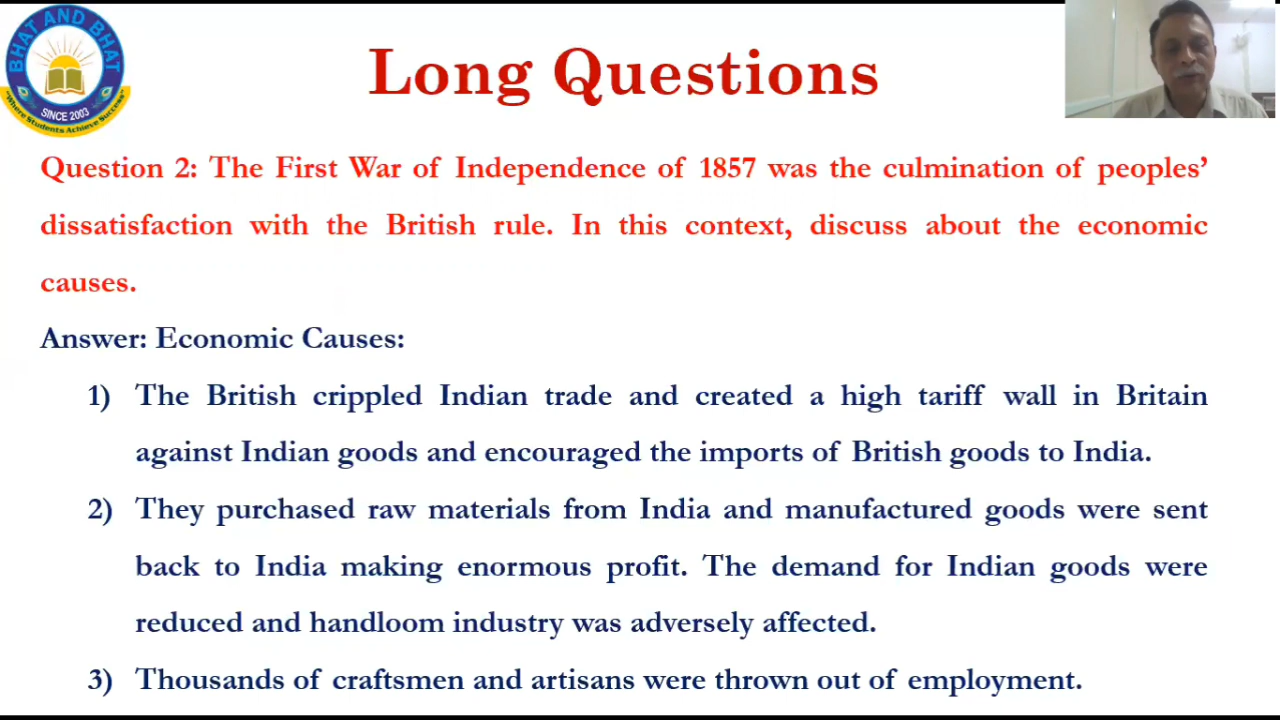 BHAT AND BHAT
SINCE 2003
"Where Students Achieve Success"
Long Questions
Question 2: The First War of Independence of 1857 was the culmination of peoples’
dissatisfaction with the British rule. In this context, discuss about the economic
causes.
Answer: Economic Causes:
1) The British crippled Indian trade and created a high tariff wall in Britain
against Indian goods and encouraged the imports of British goods to India.
2) They purchased raw materials from India and manufactured goods were sent
back to India making enormous profit. The demand for Indian goods were
reduced and handloom industry was adversely affected.
3) Thousands of craftsmen and artisans were thrown out of employment.